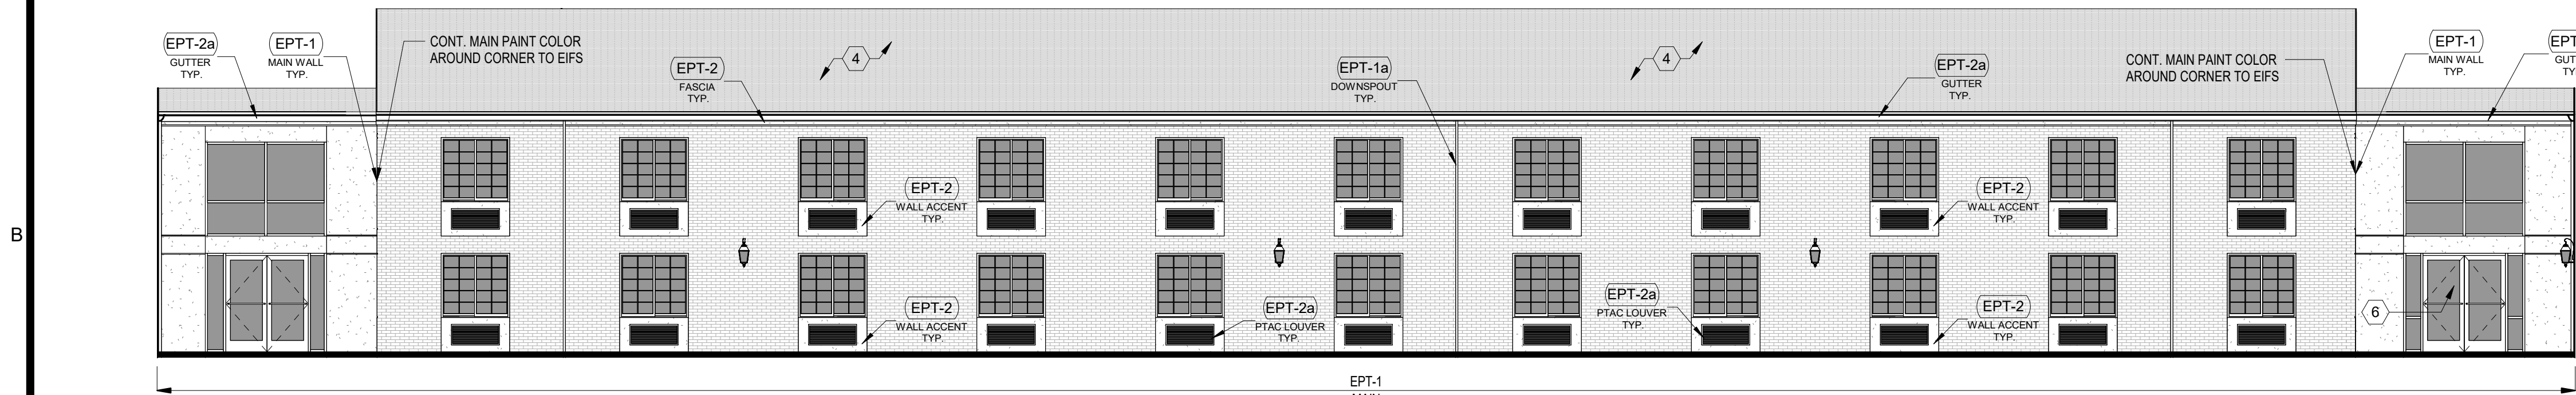 EPT-2a
GUTTER
TYP.
EPT-1
MAIN WALL
TYP.
CONT. MAIN PAINT COLOR
AROUND CORNER TO EIFS
EPT-2
FASCIA
TYP.
4
EPT-1a
DOWNSPOUT
TYP.
4
EPT-2a
GUTTER
TYP.
CONT. MAIN PAINT COLOR
AROUND CORNER TO EIFS
EPT-1
MAIN WALL
TYP.
EPT
GUT
TY
EPT-2
WALL ACCENT
TYP.
EPT-2
WALL ACCENT
TYP.
B
EPT-2
WALL ACCENT
TYP.
EPT-2a
PTAC LOUVER
TYP.
EPT-2a
PTAC LOUVER
TYP.
EPT-2
WALL ACCENT
TYP.
6
EPT-1